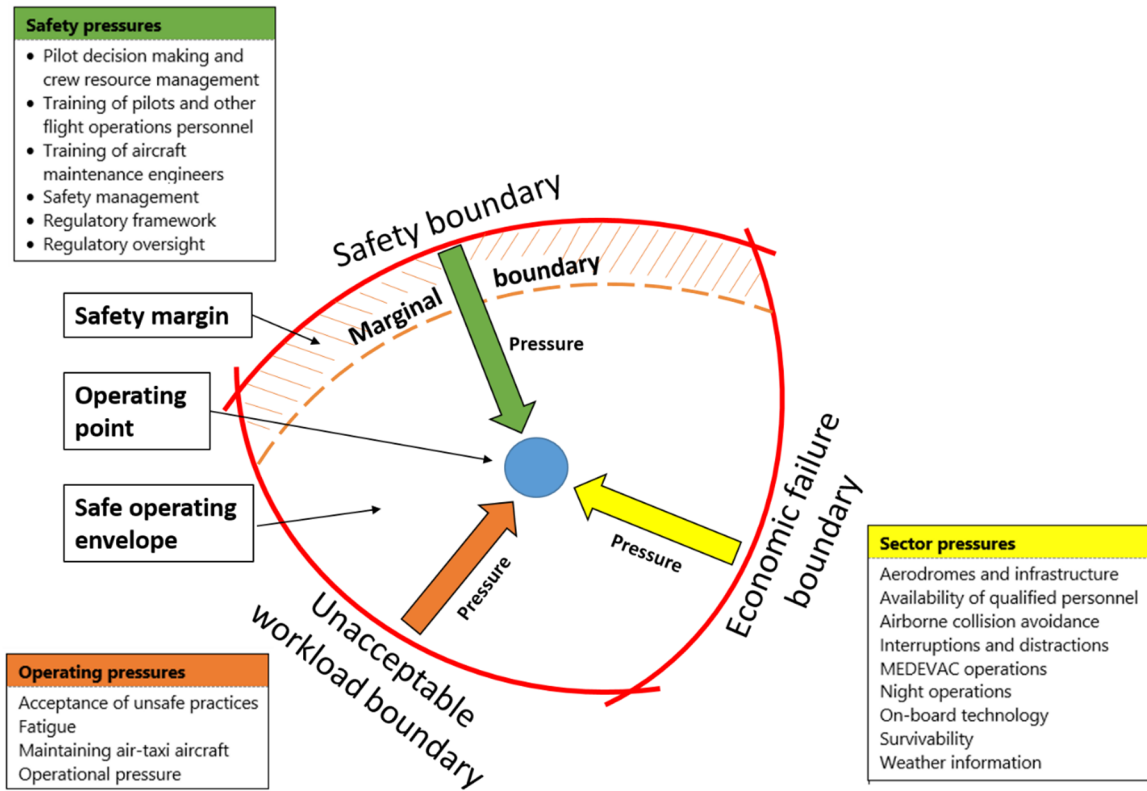 Safety pressures
• Pilot decision making and
crew resource management
• Training of pilots and other
flight operations personnel
• Training of aircraft
maintenance engineers
• Safety management
• Regulatory framework
• Regulatory oversight
Safety boundary
Marginal boundary
Safety margin
Pressure
Operating
point
Safe operating
envelope
Pressure
Pressure
Economic failure
boundary
Unacceptable
workload boundary
Sector pressures
Aerodromes and infrastructure
Availability of qualified personnel
Airborne collision avoidance
Interruptions and distractions
MEDEVAC operations
Night operations
On-board technology
Survivability
Weather information
Operating pressures
Acceptance of unsafe practices
Fatigue
Maintaining air-taxi aircraft
Operational pressure